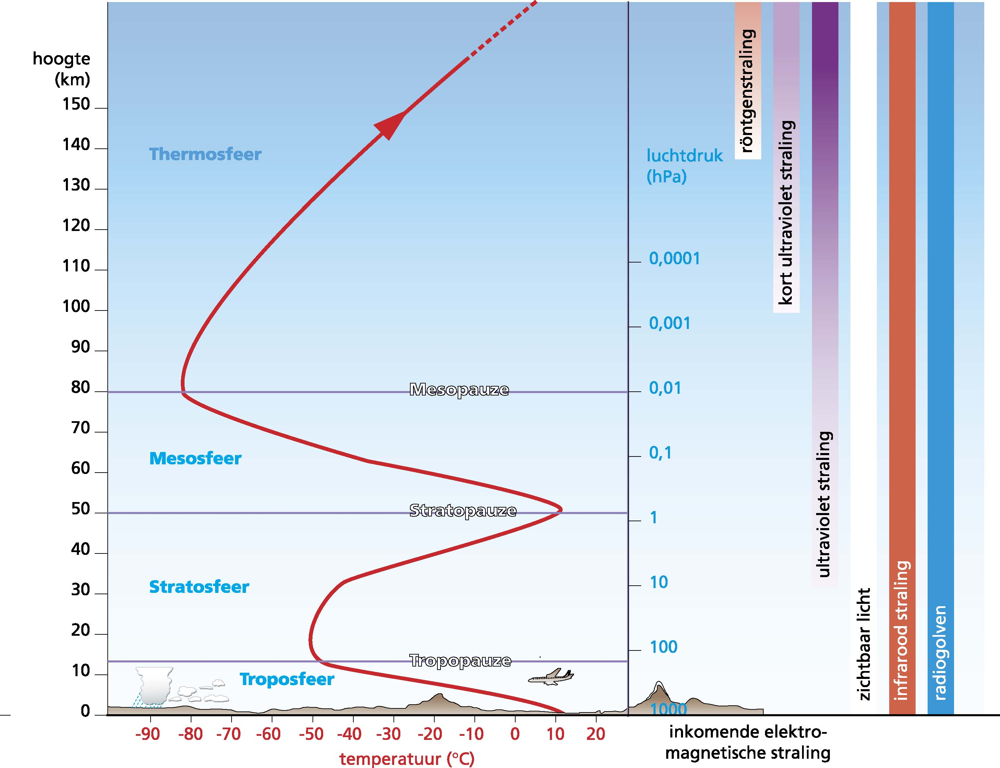 hoogte
(km)
150
140
130
120
110
100
90
80
70
60
50
40
30
20
10
0
Thermosfeer
Mesopauze
Mesosfeer
Stratopauze
Stratosfeer
Tropopauze
Troposfeer
-90 -80 -70 -60 -50 -40 -30 -20 -10 0 10 20
temperatuur (°C)
luchtdruk
(hPa)
0,0001
0,001
0,01
0,1
1
10
100
1000
röntgenstraling
kort ultraviolet straling
ultraviolet straling
zichtbaar licht
infrarood straling
radiogolven
inkomende elektro-
magnetische straling